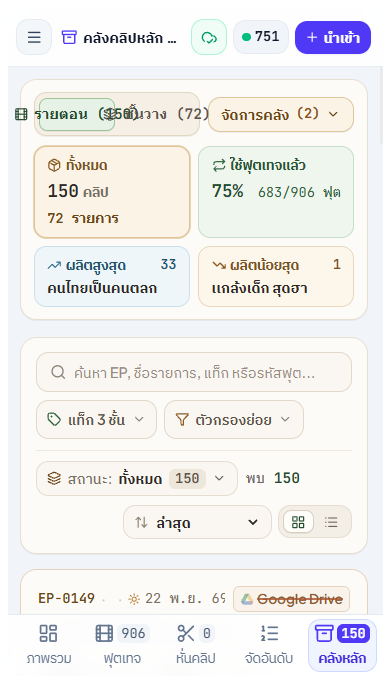 คลังคลิปหลัก ... 751 นำเข้า
รายตอน (150) ชั้นวาง (72) จัดการคลัง (2)
ทั้งหมด
150 คลิป
72 รายการ
ใช้ฟุตเทจแล้ว
75% 683/906 ฟุต
ผลิตสูงสุด 33
คนไทยเป็นคนตลก
ผลิตน้อยสุด 1
แกล้งเด็ก สุดฮา
ค้นหา EP, ชื่อรายการ, แท็ก หรือรหัสฟุต...
แท็ก 3 ชั้น ตัวกรองย่อย
สถานะ: ทั้งหมด 150 พบ 150
ล่าสุด
EP-0149 · · 22 พ.ย. 69 Google Drive
ภาพรวม
906
ฟุตเทจ
0
หั่นคลิป
จัดอันดับ
150
คลังหลัก